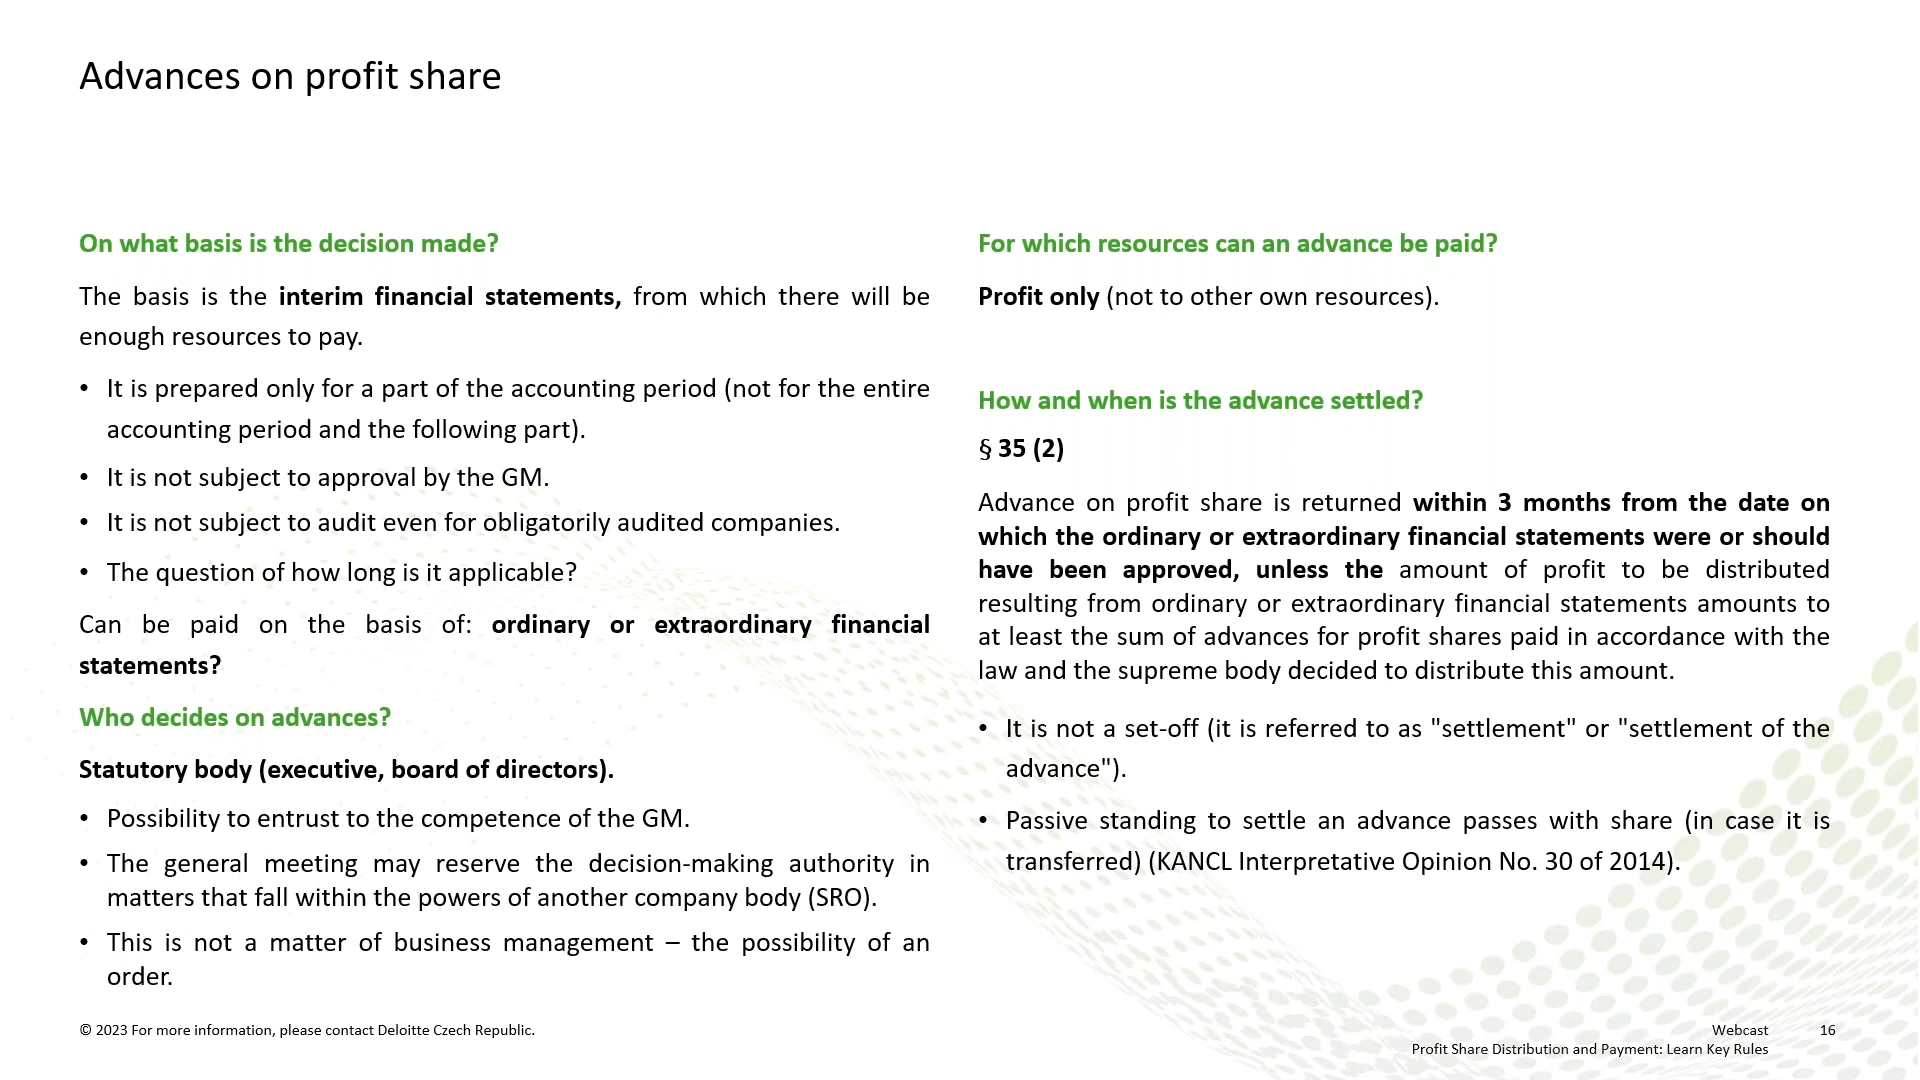 Advances on profit share
On what basis is the decision made?
The basis is the interim financial statements, from which there will be
enough resources to pay.
• It is prepared only for a part of the accounting period (not for the entire
accounting period and the following part).
• It is not subject to approval by the GM.
• It is not subject to audit even for obligatorily audited companies.
• The question of how long is it applicable?
Can be paid on the basis of: ordinary or extraordinary financial
statements?
Who decides on advances?
Statutory body (executive, board of directors).
• Possibility to entrust to the competence of the GM.
• The general meeting may reserve the decision-making authority in
matters that fall within the powers of another company body (SRO).
• This is not a matter of business management – the possibility of an
order.
For which resources can an advance be paid?
Profit only (not to other own resources).
How and when is the advance settled?
§ 35 (2)
Advance on profit share is returned within 3 months from the date on
which the ordinary or extraordinary financial statements were or should
have been approved, unless the amount of profit to be distributed
resulting from ordinary or extraordinary financial statements amounts to
at least the sum of advances for profit shares paid in accordance with the
law and the supreme body decided to distribute this amount.
• It is not a set-off (it is referred to as "settlement" or "settlement of the
advance").
• Passive standing to settle an advance passes with share (in case it is
transferred) (KANCL Interpretative Opinion No. 30 of 2014).
© 2023 For more information, please contact Deloitte Czech Republic.
Webcast 16
Profit Share Distribution and Payment: Learn Key Rules